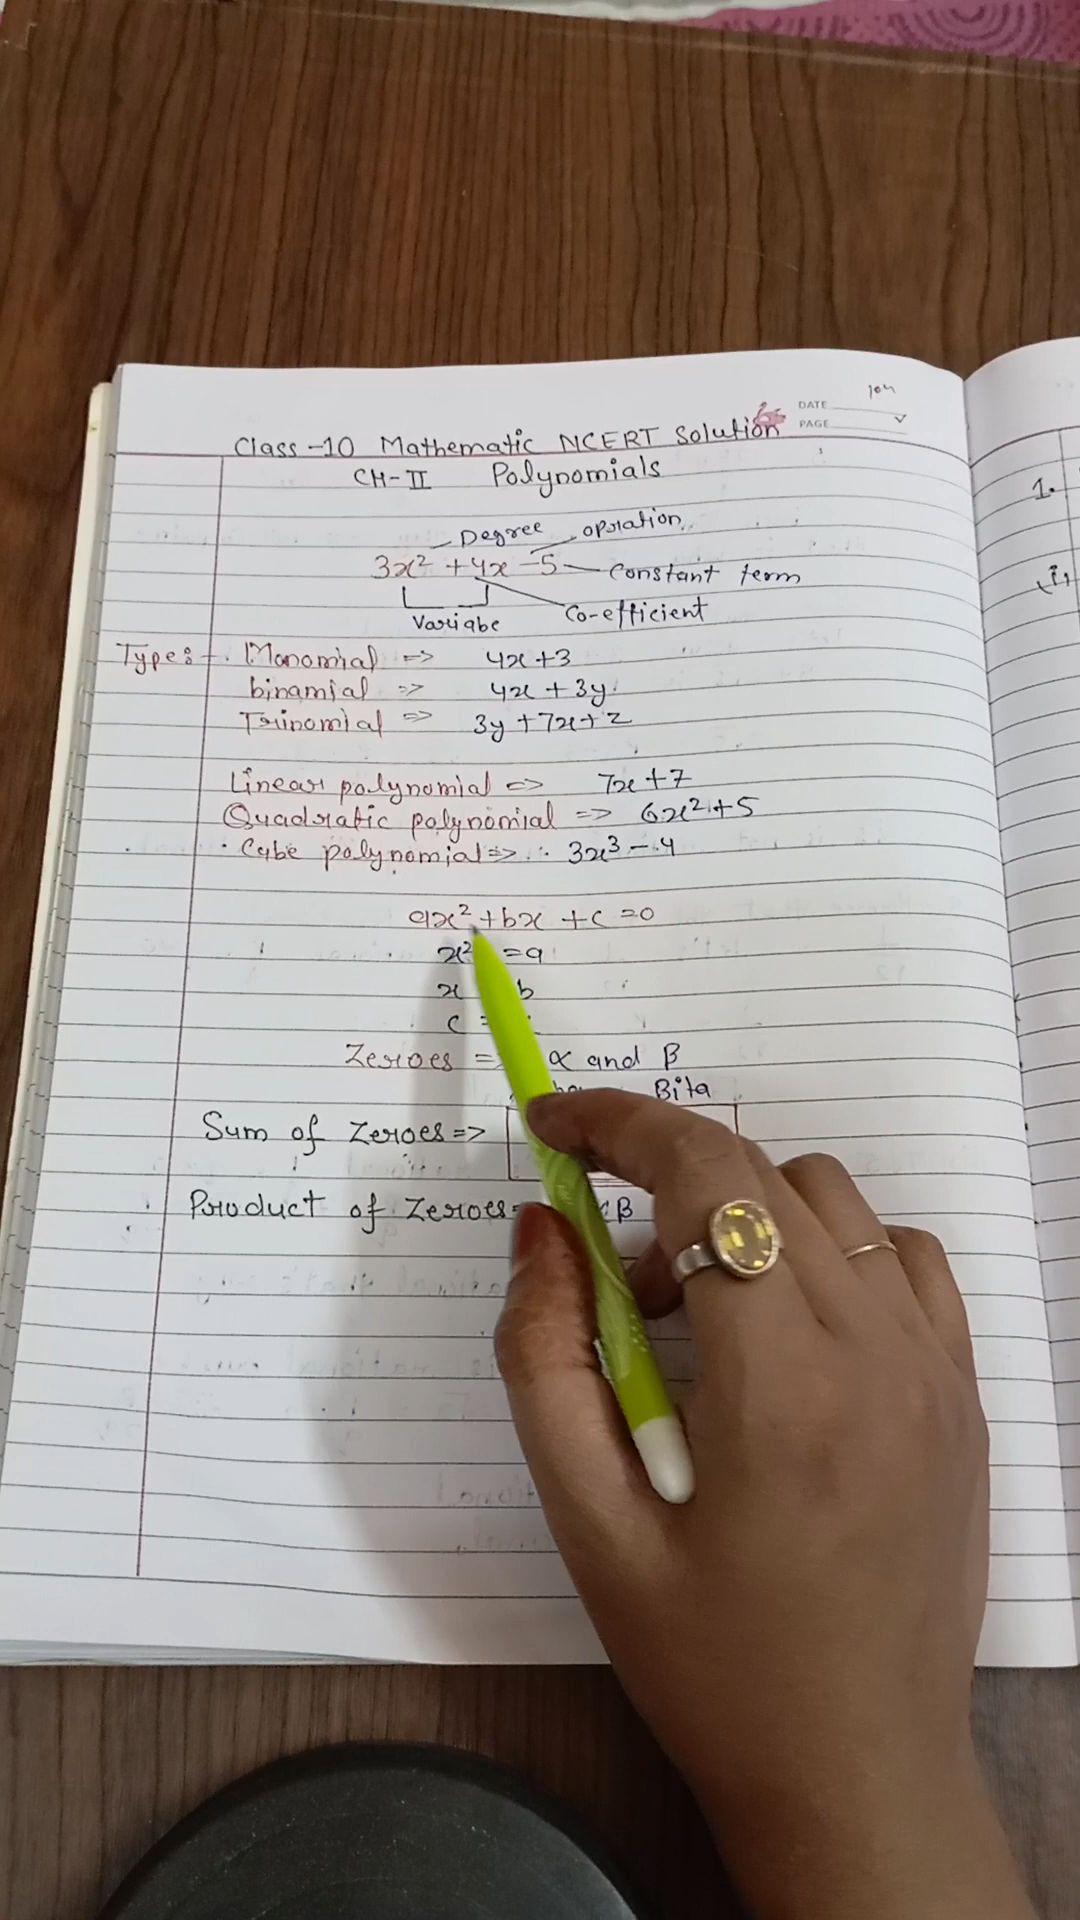 DATE
PAGE
Class-10 Mathematic NCERT Solution
CH-II Polynomials
Degree opration
3x² + 4x - 5 — Constant term
Variabe Co-efficient
Type:- Monomial => 4x+3
binamial => 4x + 3y
Trinomial => 3y + 7x + z
Linear polynomial => 7x + 7
Quadratic polynomial => 6x² + 5
Cube polynomial => 3x³ - 4
ax² + bx + c = 0
x² = a
x b
c =
Zeroes => α and β
Bita
Sum of Zeroes =>
Product of Zeroes = β
1.